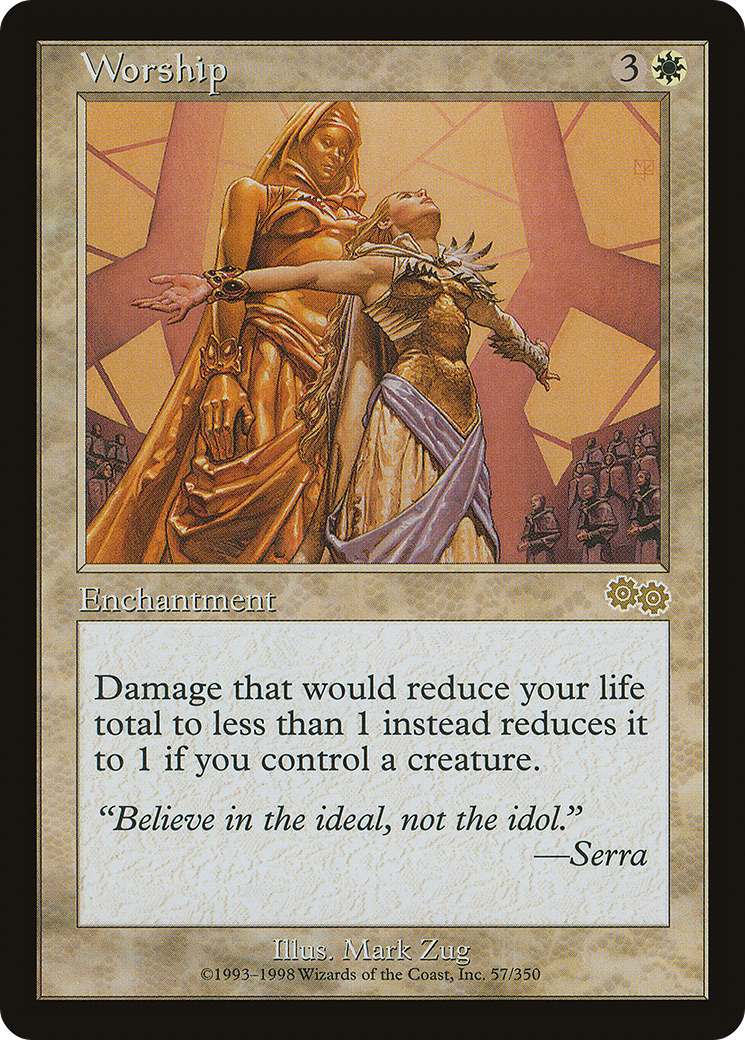 Worship 3
Enchantment
Damage that would reduce your life
total to less than 1 instead reduces it
to 1 if you control a creature.
“Believe in the ideal, not the idol.”
—Serra
Illus. Mark Zug
©1993–1998 Wizards of the Coast, Inc. 57/350